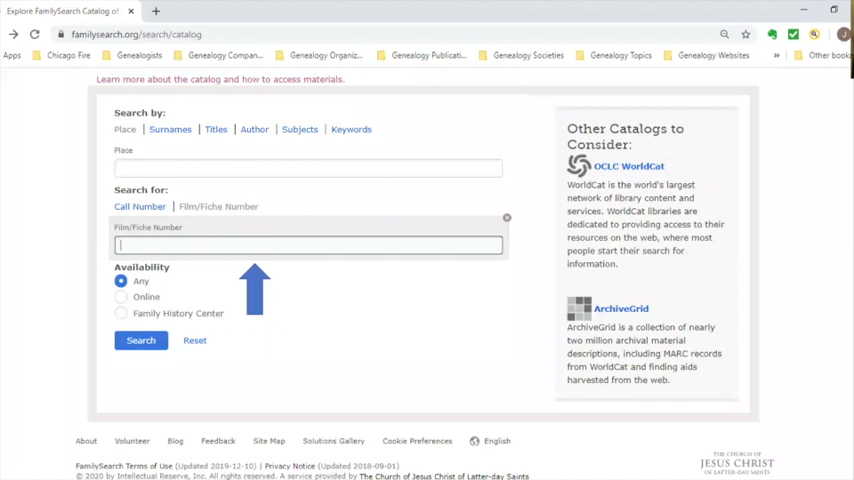 Explore FamilySearch Catalog of
familysearch.org/search/catalog
Apps
Chicago Fire
Genealogists
Genealogy Compan...
Genealogy Organiz...
Genealogy Publicati...
Genealogy Societies
Genealogy Topics
Genealogy Websites
Other book
Learn more about the catalog and how to access materials.
Search by:
Place | Surnames | Titles | Author | Subjects | Keywords
Place
Search for:
Call Number | Film/Fiche Number
Film/Fiche Number
Availability
Any
Online
Family History Center
Search
Reset
Other Catalogs to
Consider:
OCLC WorldCat
WorldCat is the world's largest
network of library content and
services. WorldCat libraries are
dedicated to providing access to their
resources on the web, where most
people start their search for
information.
ArchiveGrid
ArchiveGrid is a collection of nearly
two million archival material
descriptions, including MARC records
from WorldCat and finding aids
harvested from the web.
About
Volunteer
Blog
Feedback
Site Map
Solutions Gallery
Cookie Preferences
English
FamilySearch Terms of Use (Updated 2019-12-10) | Privacy Notice (Updated 2018-09-01)
© 2020 by Intellectual Reserve, Inc. All rights reserved. A service provided by The Church of Jesus Christ of Latter-day Saints
THE CHURCH OF
JESUS CHRIST
OF LATTER-DAY SAINTS